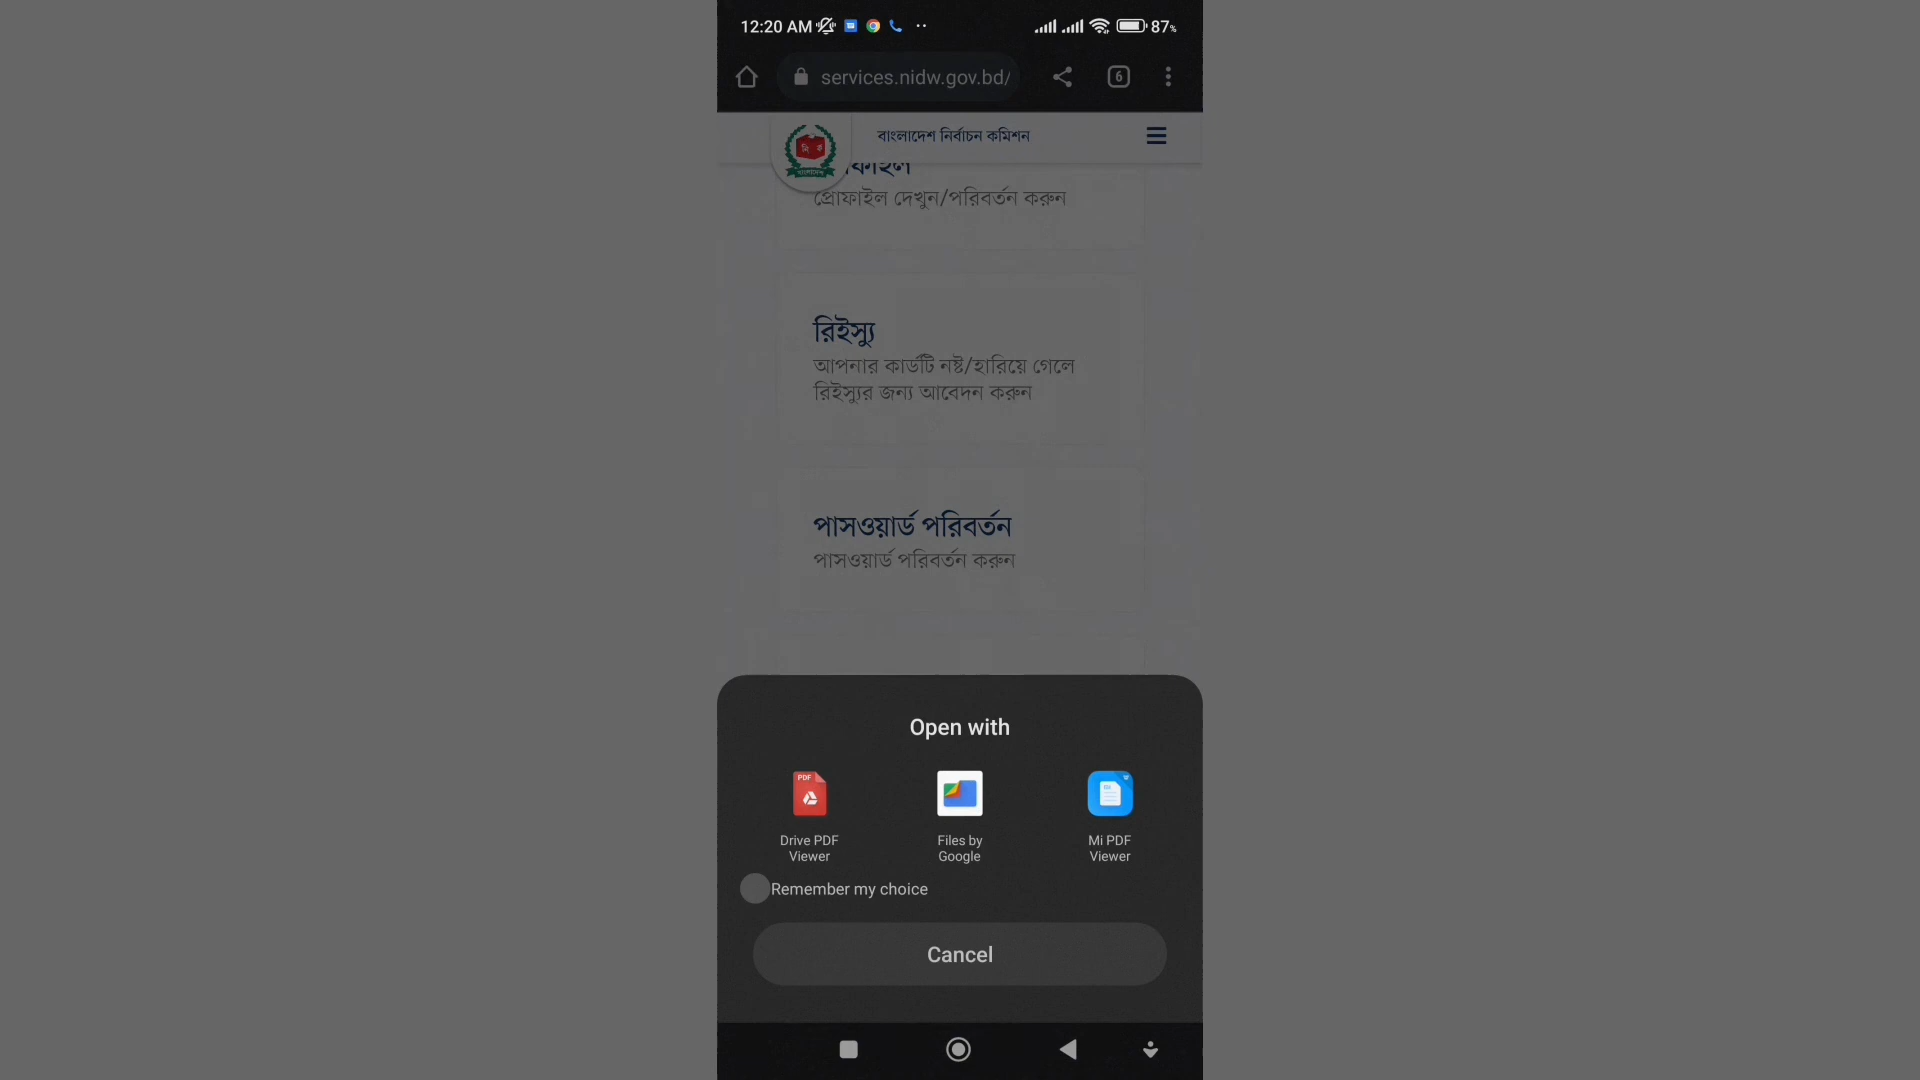 12:20 AM 87%
services.nidw.gov.bd/ 6
বাংলাদেশ নির্বাচন কমিশন
প্রোফাইল দেখুন/পরিবর্তন করুন
রিইস্যু
আপনার কার্ডটি নষ্ট/হারিয়ে গেলে
রিইস্যুর জন্য আবেদন করুন
পাসওয়ার্ড পরিবর্তন
পাসওয়ার্ড পরিবর্তন করুন
Open with
PDF
Drive PDF
Viewer
Files by
Google
Mi PDF
Viewer
Remember my choice
Cancel